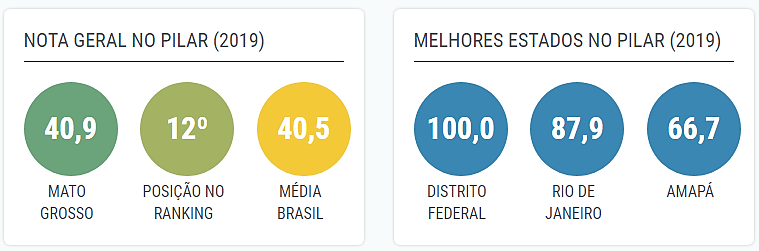 NOTA GERAL NO PILAR (2019)
40,9
12º
40,5
MATO
GROSSO
POSIÇÃO NO
RANKING
MÉDIA
BRASIL
MELHORES ESTADOS NO PILAR (2019)
100,0
87,9
66,7
DISTRITO
FEDERAL
RIO DE
JANEIRO
AMAPÁ